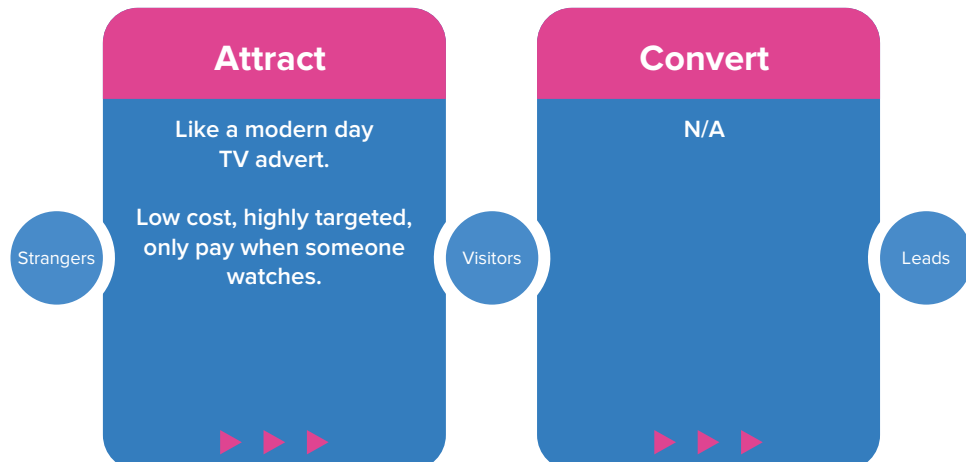 Attract
Like a modern day
TV advert.
Low cost, highly targeted,
only pay when someone
watches.
Convert
N/A
Strangers
Visitors
Leads